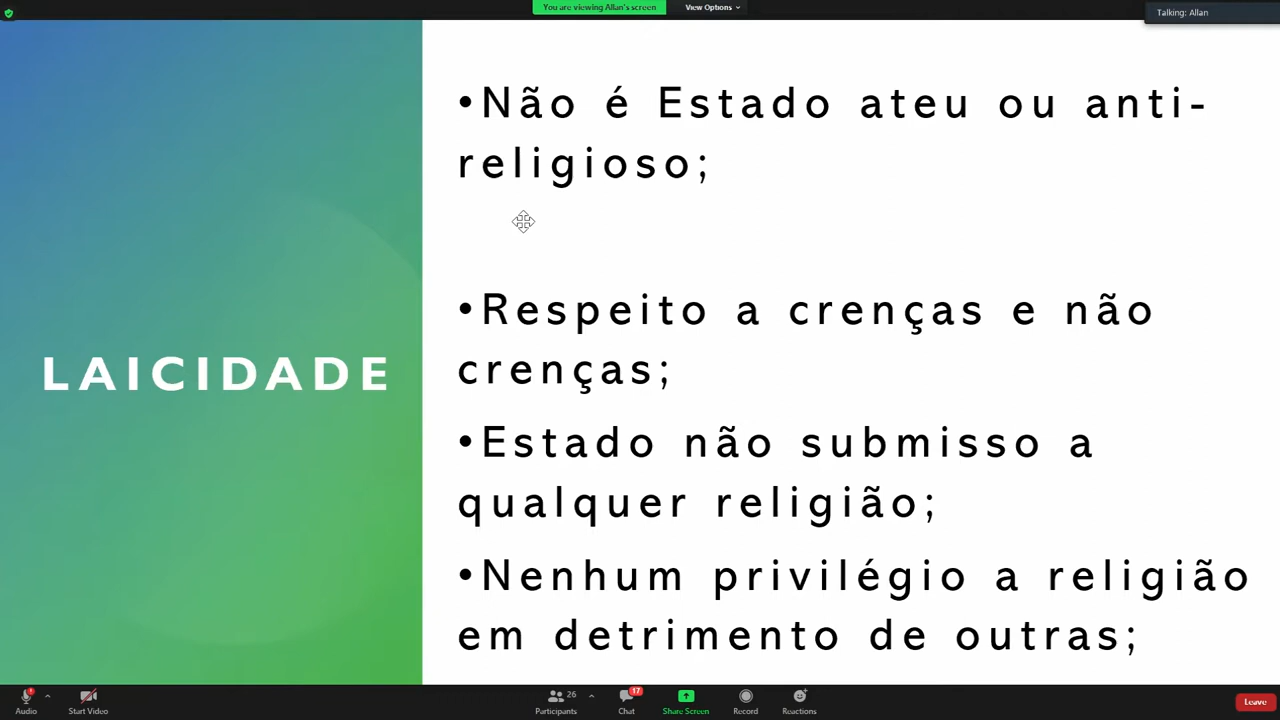 You are viewing Allan's screen
View Options
Talking: Allan
•Não é Estado ateu ou anti-
religioso;
•Respeito a crenças e não
crenças;
LAICIDADE
•Estado não submisso a
qualquer religião;
•Nenhum privilégio a religião
em detrimento de outras;
Audio
Start Video
26
Participants
17
Chat
Share Screen
Record
Reactions
Leave